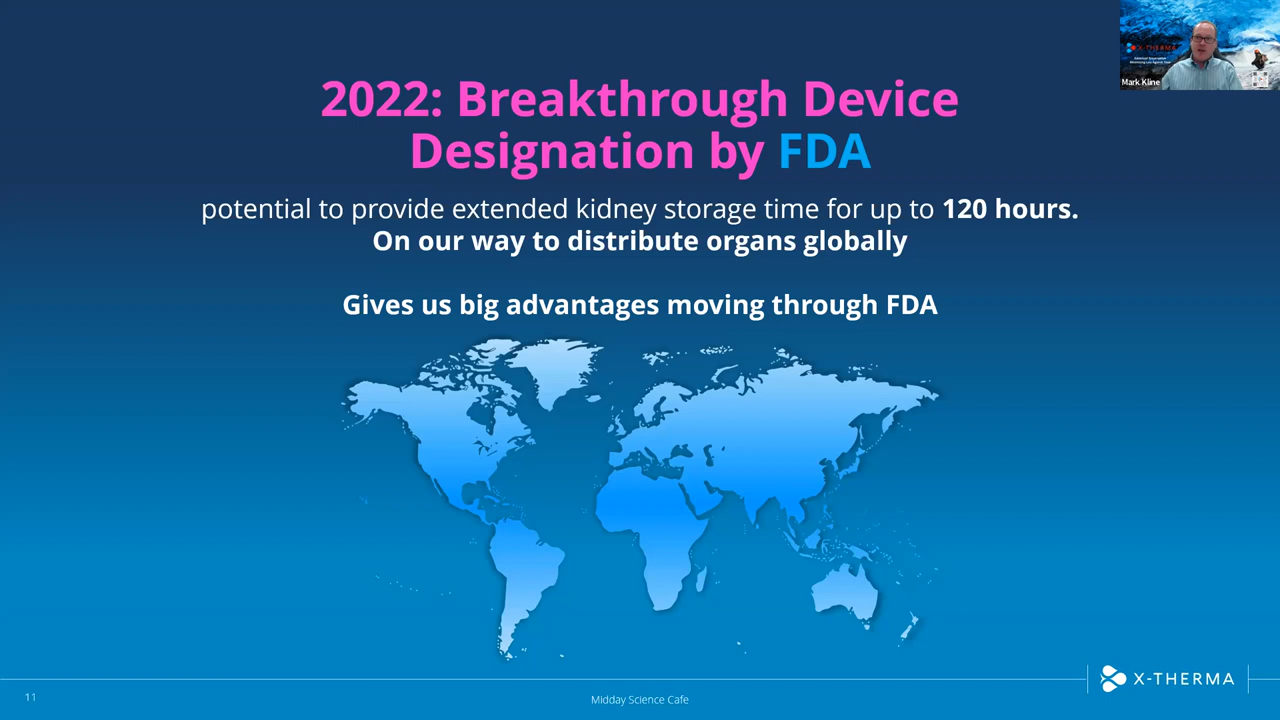 2022: Breakthrough Device
Designation by FDA
potential to provide extended kidney storage time for up to 120 hours.
On our way to distribute organs globally
Gives us big advantages moving through FDA
X-THERMA
Mark Kline
11
Midday Science Cafe
X-THERMA